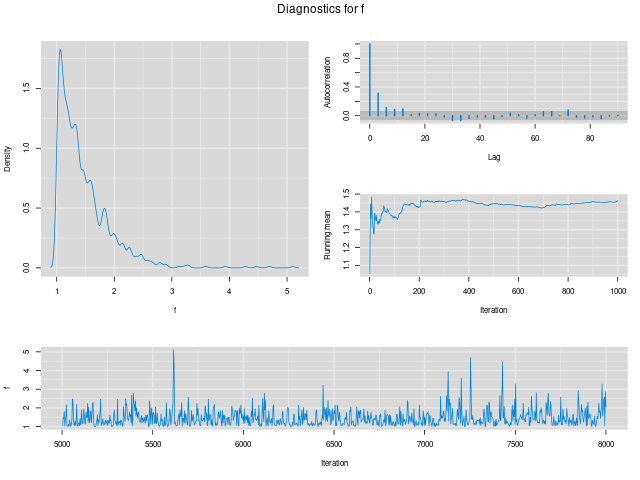 Diagnostics for f
Density
0.0 0.5 1.0 1.5
1 2 3 4 5
f
Autocorrelation
0.0 0.4 0.8
0 20 40 60 80
Lag
Running mean
1.1 1.2 1.3 1.4 1.5
0 200 400 600 800 1000
Iteration
f
1 2 3 4 5
5000 5500 6000 6500 7000 7500 8000
Iteration